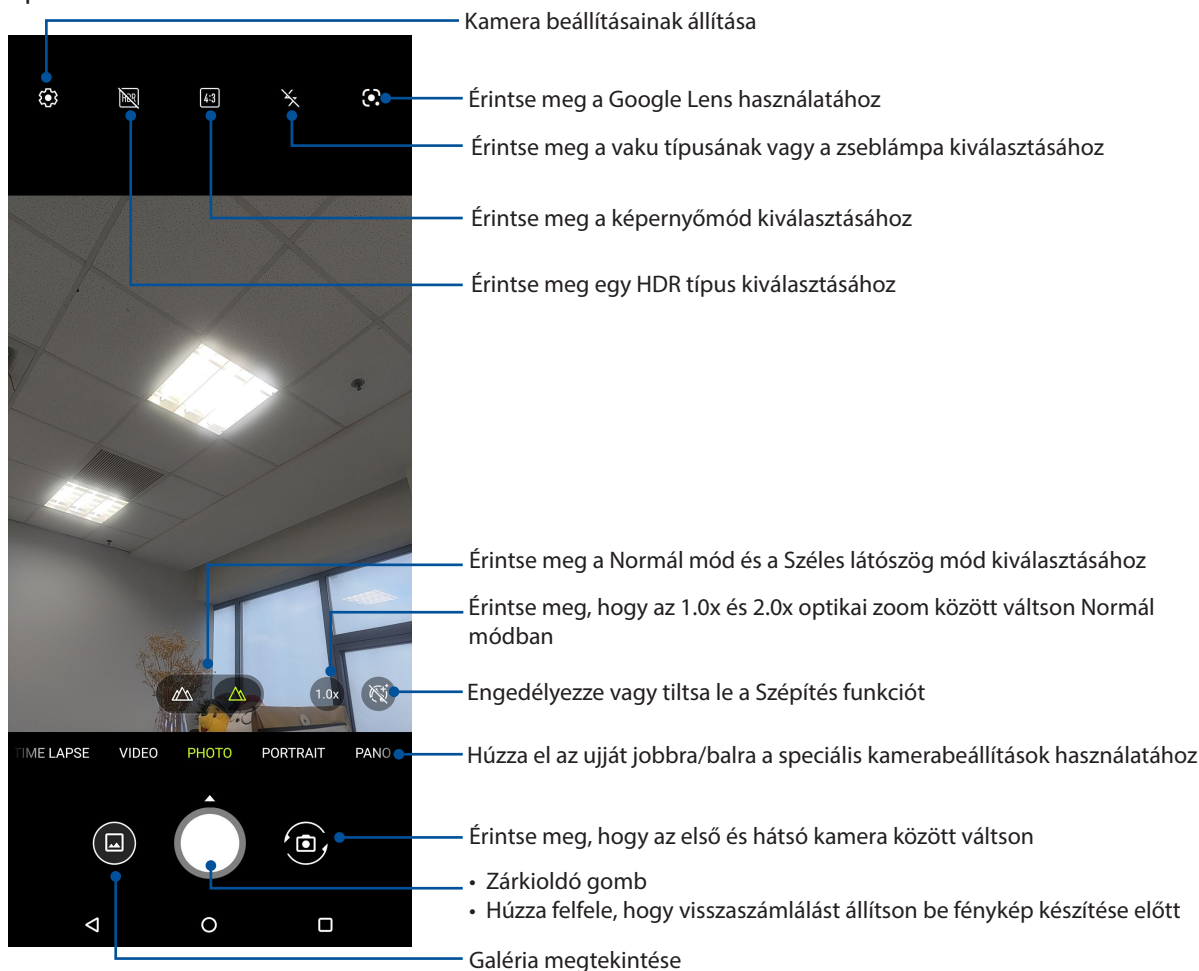 Kamera beállításainak állítása
HDR
4:3
Érintse meg a Google Lens használatához
Érintse meg a vaku típusának vagy a zseblámpa kiválasztásához
Érintse meg a képernyőmód kiválasztásához
Érintse meg egy HDR típus kiválasztásához
Érintse meg a Normál mód és a Széles látószög mód kiválasztásához
Érintse meg, hogy az 1.0x és 2.0x optikai zoom között váltson Normál
módban
1.0x
Engedélyezze vagy tiltsa le a Szépítés funkciót
TIME LAPSE VIDEO PHOTO PORTRAIT PANO
Húzza el az ujját jobbra/balra a speciális kamerabeállítások használatához
Érintse meg, hogy az első és hátsó kamera között váltson
• Zárkioldó gomb
• Húzza felfele, hogy visszaszámlálást állítson be fénykép készítése előtt
Galéria megtekintése